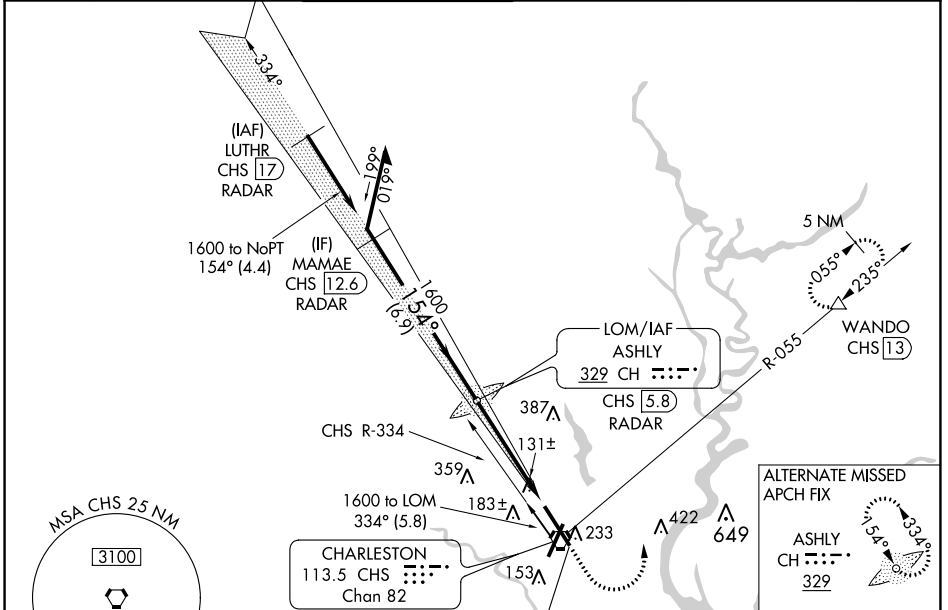 334°
(IAF)
LUTHR
CHS 17
RADAR
199°
019°
1600 to NoPT
154° (4.4)
(IF)
MAMAE
CHS 12.6
RADAR
1600
154°
(6.9)
5 NM
055°
235°
WANDO
CHS 13
R-055
LOM/IAF
ASHLY
329 CH
CHS 5.8
RADAR
387
CHS R-334
131±
359
183±
1600 to LOM
334° (5.8)
233
422
649
153
MSA CHS 25 NM
3100
CHARLESTON
113.5 CHS
Chan 82
ALTERNATE MISSED
APCH FIX
ASHLY
CH
329
154°
334°